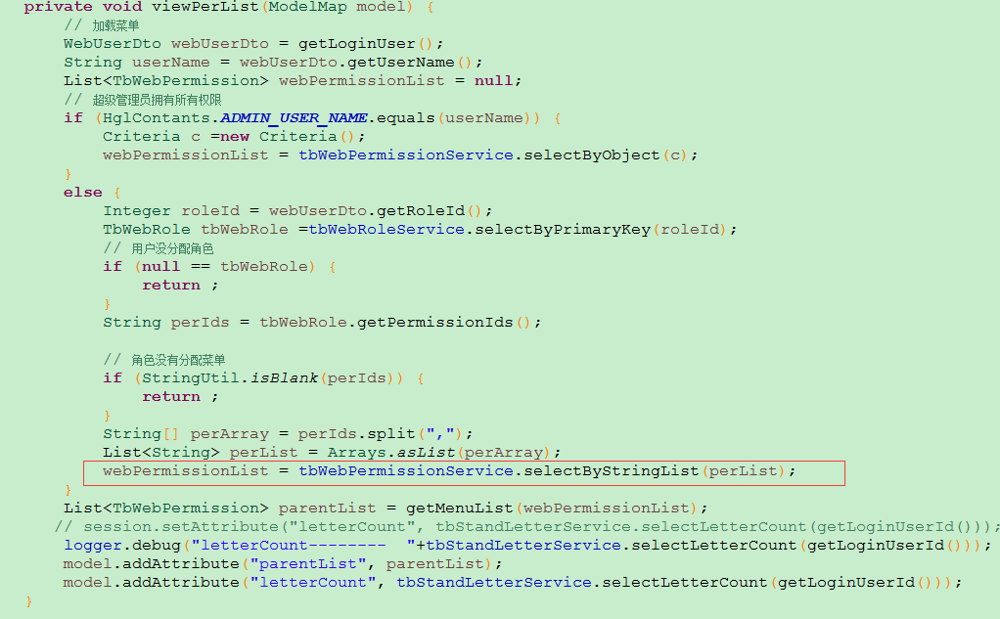 private void viewPerList(ModelMap model) {
// 加载菜单
WebUserDto webUserDto = getLoginUser();
String userName = webUserDto.getUserName();
List<TbWebPermission> webPermissionList = null;
// 超级管理员拥有所有权限
if (HglContants.ADMIN_USER_NAME.equals(userName)) {
Criteria c =new Criteria();
webPermissionList = tbWebPermissionService.selectByObject(c);
}
else {
Integer roleId = webUserDto.getRoleId();
TbWebRole tbWebRole =tbWebRoleService.selectByPrimaryKey(roleId);
// 用户没分配角色
if (null == tbWebRole) {
return ;
}
String perIds = tbWebRole.getPermissionIds();
// 角色没有分配菜单
if (StringUtil.isBlank(perIds)) {
return ;
}
String[] perArray = perIds.split(",");
List<String> perList = Arrays.asList(perArray);
webPermissionList = tbWebPermissionService.selectByStringList(perList);
}
List<TbWebPermission> parentList = getMenuList(webPermissionList);
// session.setAttribute("letterCount", tbStandLetterService.selectLetterCount(getLoginUserId()));
logger.debug("letterCount--------  "+tbStandLetterService.selectLetterCount(getLoginUserId()));
model.addAttribute("parentList", parentList);
model.addAttribute("letterCount", tbStandLetterService.selectLetterCount(getLoginUserId()));
}